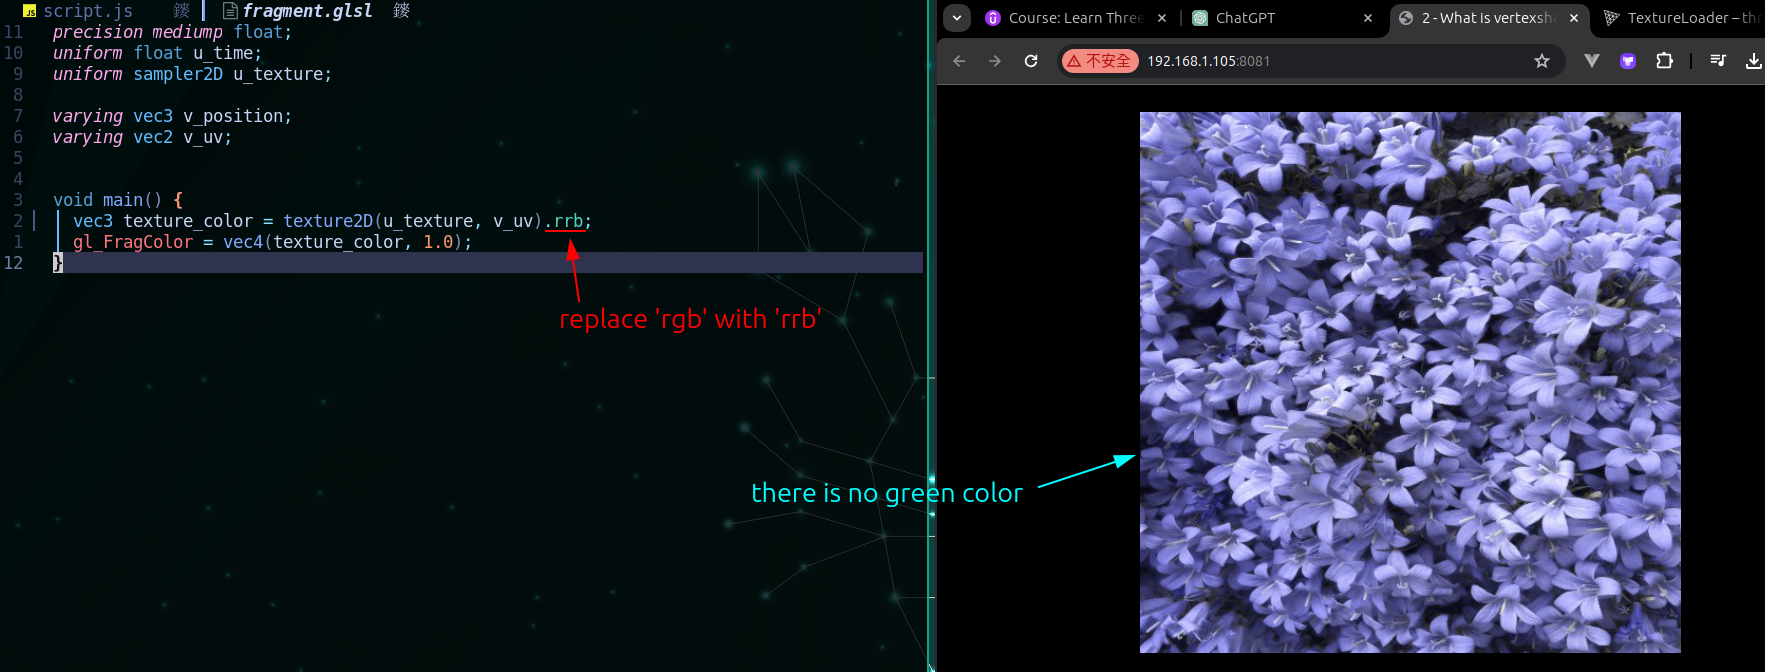 script.js 鏒 fragment.glsl 鏒
11 precision mediump float;
10 uniform float u_time;
9 uniform sampler2D u_texture;
8
7 varying vec3 v_position;
6 varying vec2 v_uv;
5
4
3 void main() {
2 vec3 texture_color = texture2D(u_texture, v_uv).rrb;
1 gl_FragColor = vec4(texture_color, 1.0);
12 }
replace 'rgb' with 'rrb'
there is no green color
Course: Learn Three
ChatGPT
2 - What is vertexsha
TextureLoader – thr
不安全 192.168.1.105:8081